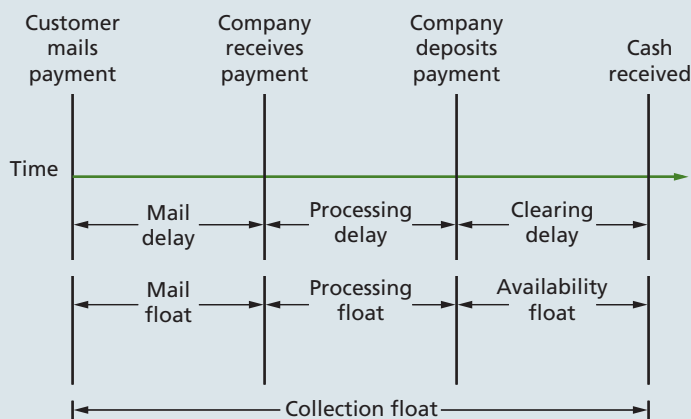 Customer
mails
payment
Company
receives
payment
Company
deposits
payment
Cash
received
Time
Mail
delay
Processing
delay
Clearing
delay
Mail
float
Processing
float
Availability
float
Collection float